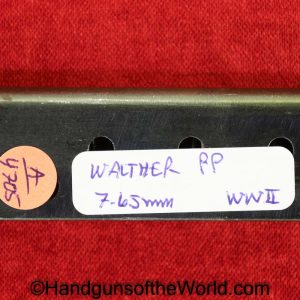 WALTHER PP
7.65mm WWII
A
4705
©HandgunsoftheWorld.com